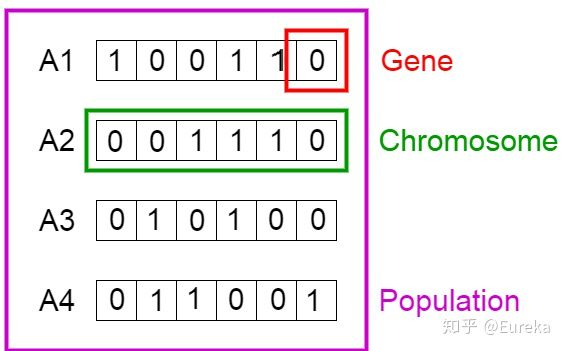 A1 1 0 0 1 1 0 Gene
A2 0 0 1 1 1 0 Chromosome
A3 0 1 0 1 0 0
A4 0 1 1 0 0 1 Population
知乎 @Eureka